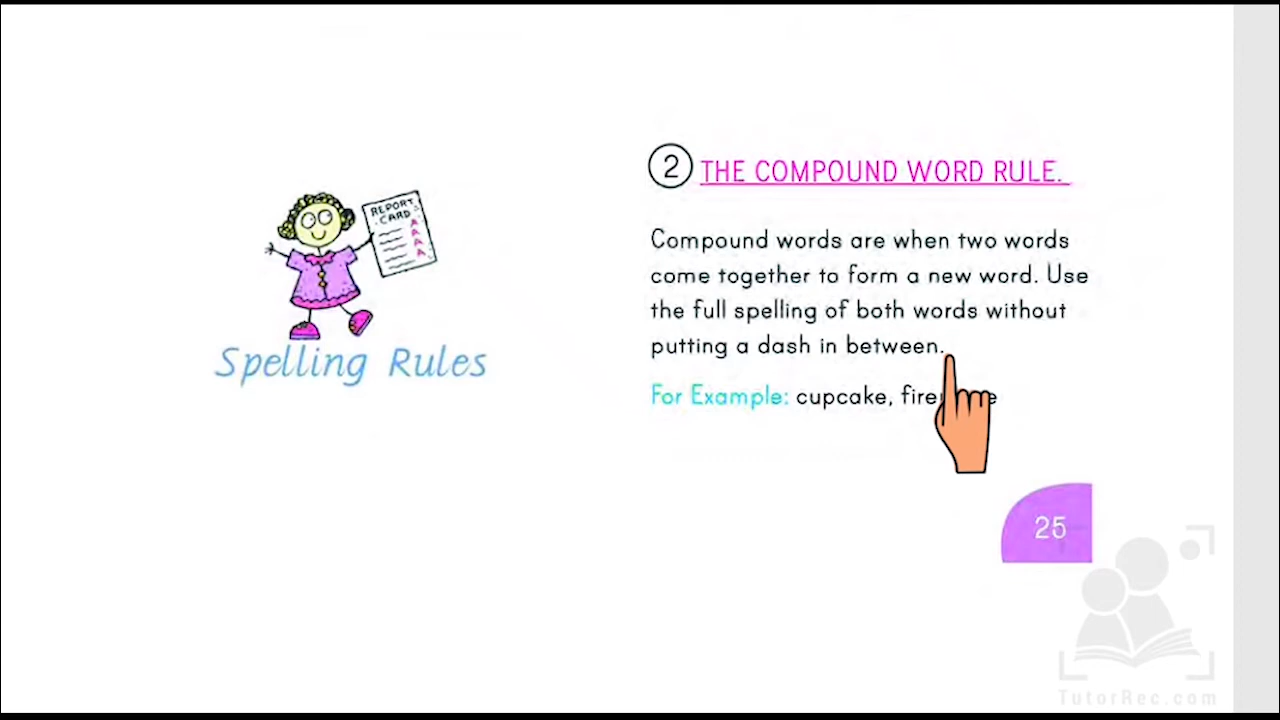 2 THE COMPOUND WORD RULE.
REPORT
CARD
A
A
A
A
Spelling Rules
Compound words are when two words
come together to form a new word. Use
the full spelling of both words without
putting a dash in between.
For Example: cupcake,
25
TutorRec.com